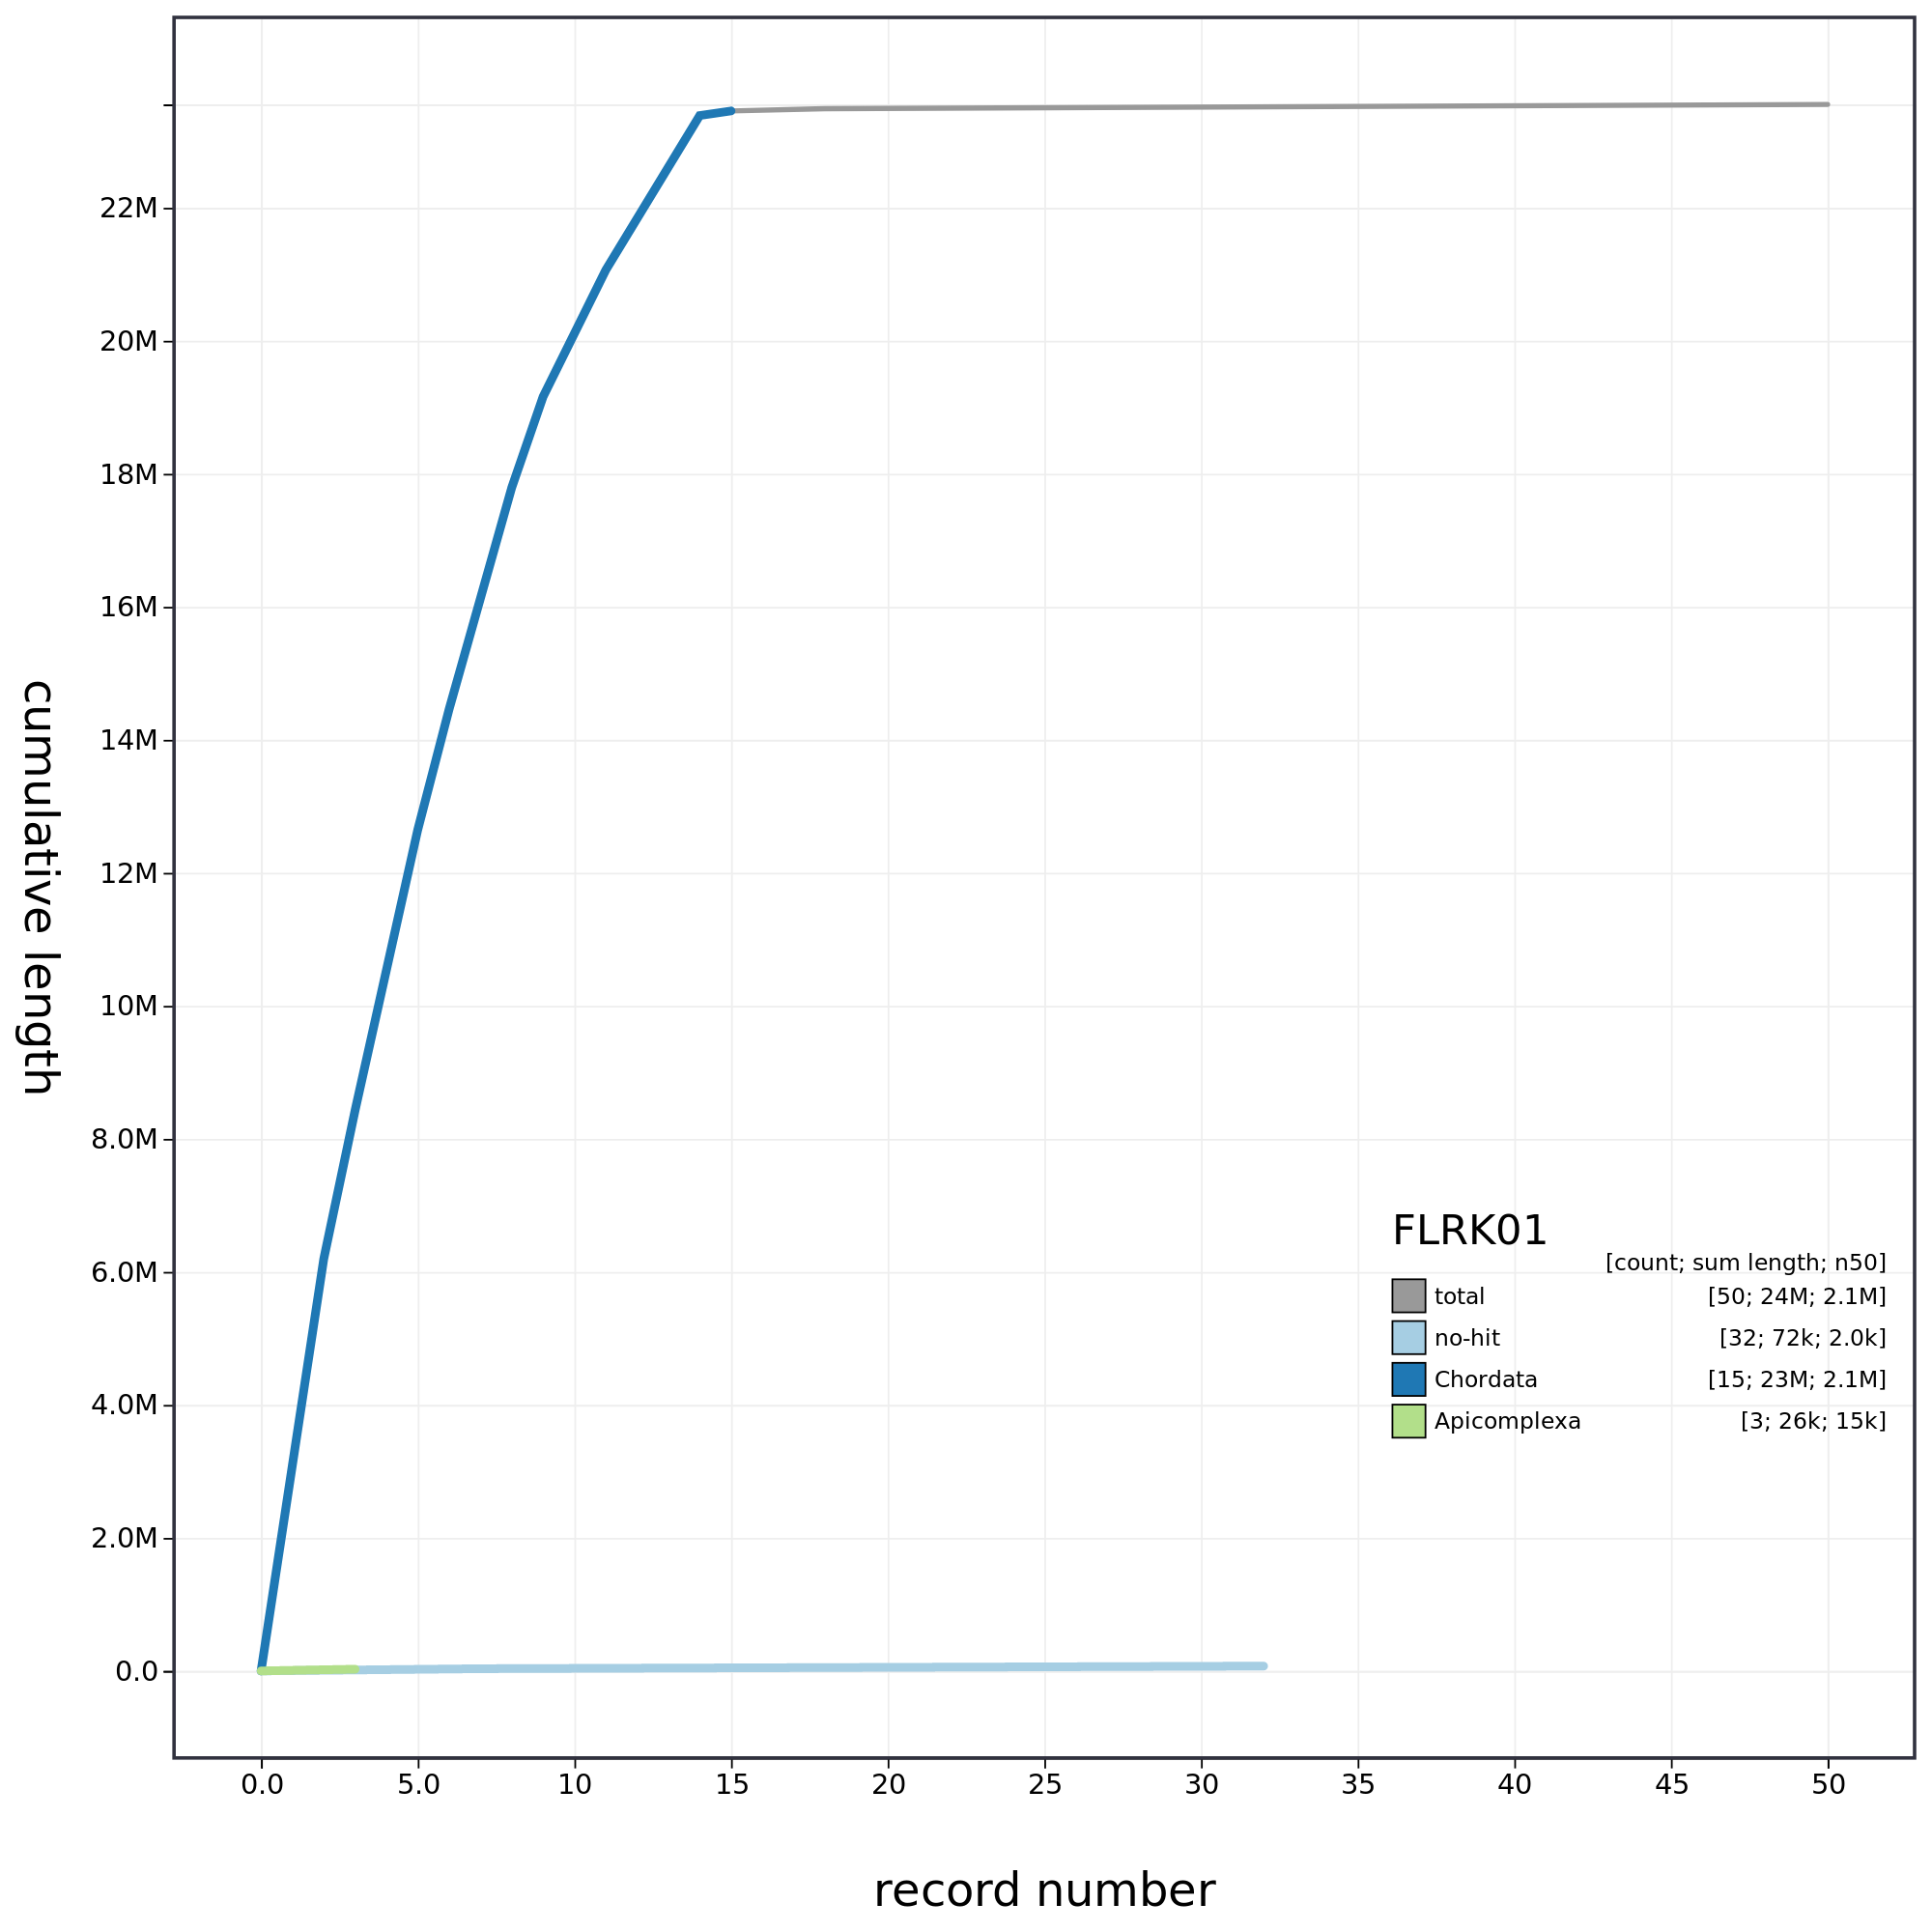 22M
20M
18M
16M
14M
12M
10M
8.0M
6.0M
4.0M
2.0M
0.0
cumulative length
FLRK01
[count; sum length; n50]
total [50; 24M; 2.1M]
no-hit [32; 72k; 2.0k]
Chordata [15; 23M; 2.1M]
Apicomplexa [3; 26k; 15k]
0.0 5.0 10 15 20 25 30 35 40 45 50
record number